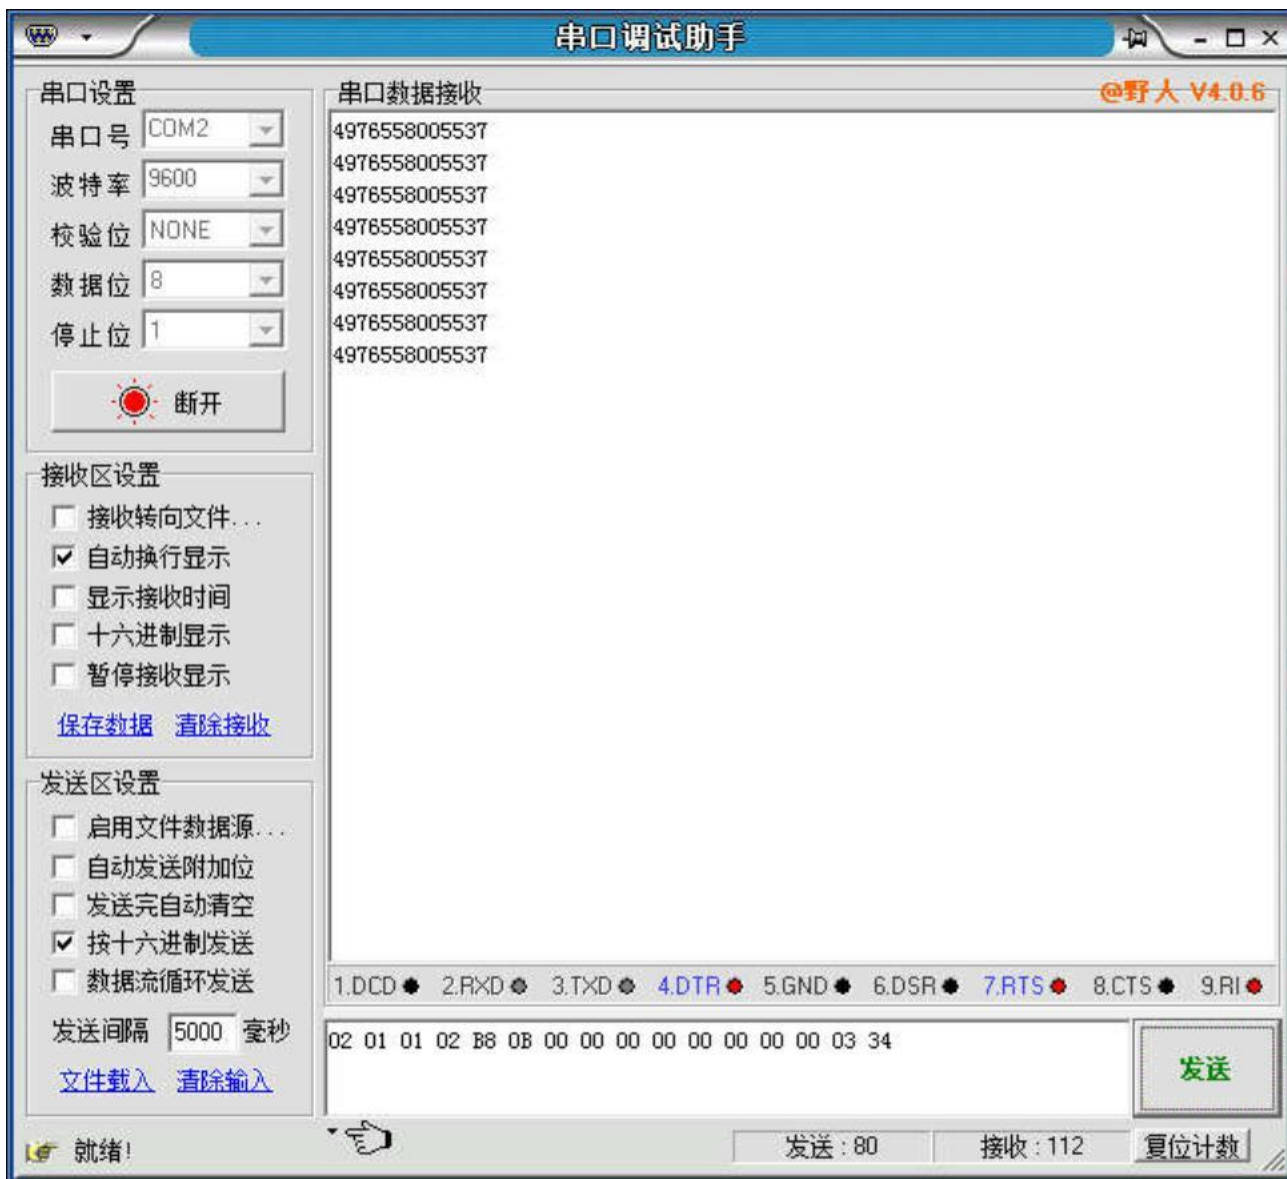 串口调试助手
串口设置
串口号 COM2
波特率 9600
校验位 NONE
数据位 8
停止位 1
断开
接收区设置
接收转向文件...
自动换行显示
显示接收时间
十六进制显示
暂停接收显示
保存数据 清除接收
发送区设置
启用文件数据源...
自动发送附加位
发送完自动清空
按十六进制发送
数据流循环发送
发送间隔 5000 毫秒
文件载入 清除输入
串口数据接收
@野人 V4.0.6
4976558005537
4976558005537
4976558005537
4976558005537
4976558005537
4976558005537
4976558005537
4976558005537
1.DCD 2.RXD 3.TXD 4.DTR 5.GND 6.DSR 7.RTS 8.CTS 9.RI
02 01 01 02 B8 0B 00 00 00 00 00 00 00 00 03 34
发送
就绪! 发送 : 80 接收 : 112 复位计数